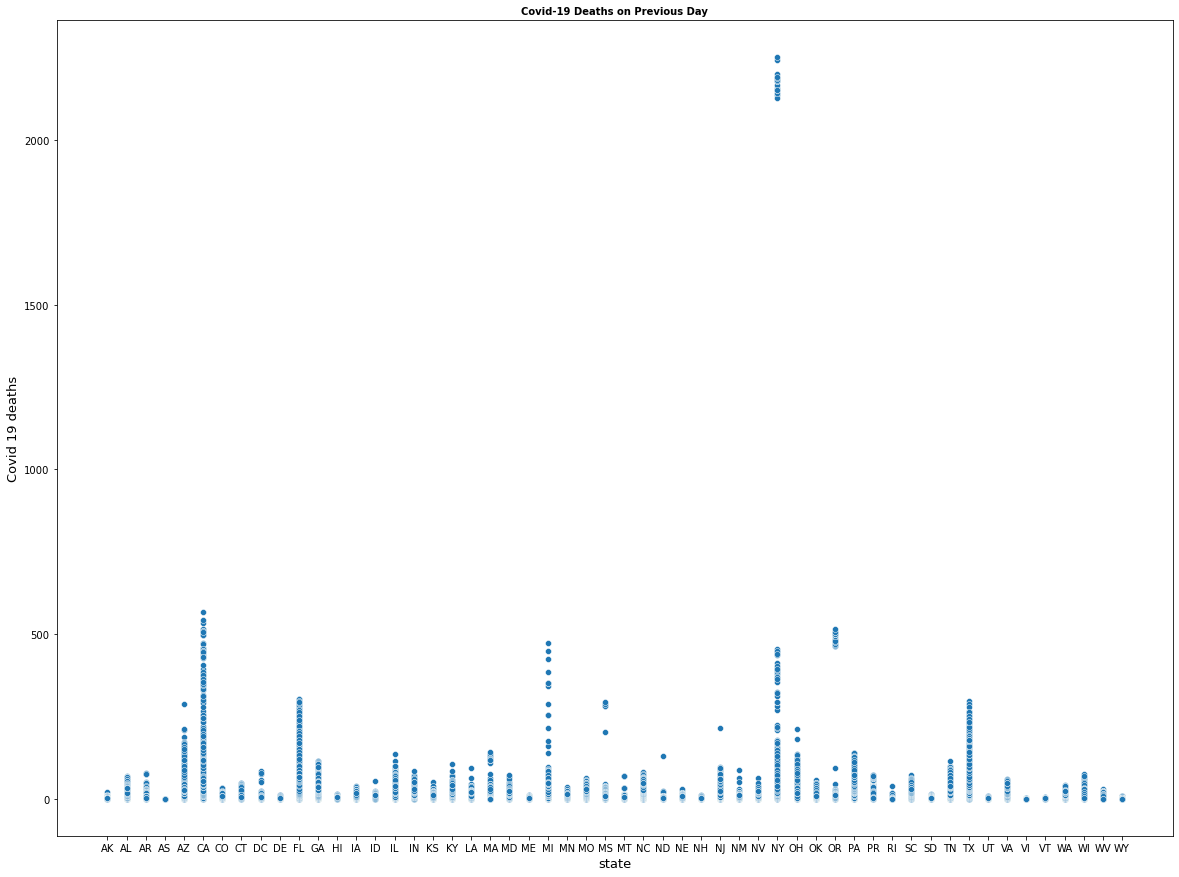 Covid-19 Deaths on Previous Day
2000
1500
1000
500
0
Covid 19 deaths
AK AL AR AS AZ CA CO CT DC DE FL GA HI IA ID IL IN KS KY LA MA MD ME MI MN MO MS MT NC ND NE NH NJ NM NV NY OH OK OR PA PR RI SC SD TN TX UT VA VI VT WA WI WV WY
state